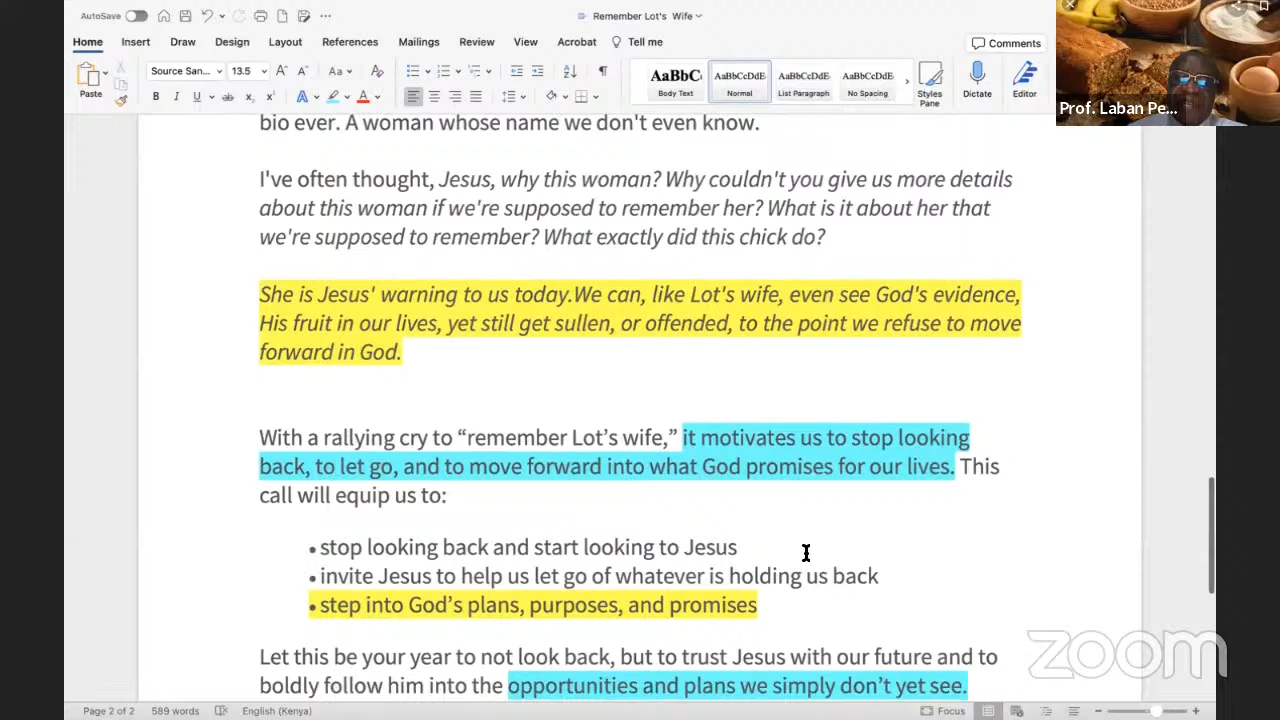 AutoSave
Remember Lot's Wife
Home Insert Draw Design Layout References Mailings Review View Acrobat Tell me
Comments
Paste
Source San... 13.5
AaBbC AaBbCcDdE AaBbCcDdE AaBbCcDdE
Body Text Normal List Paragraph No Spacing
Styles Pane
Dictate
Editor
Prof. Laban Pe...
bio ever. A woman whose name we don't even know.
I've often thought, Jesus, why this woman? Why couldn't you give us more details
about this woman if we're supposed to remember her? What is it about her that
we're supposed to remember? What exactly did this chick do?
She is Jesus' warning to us today.We can, like Lot's wife, even see God's evidence,
His fruit in our lives, yet still get sullen, or offended, to the point we refuse to move
forward in God.
With a rallying cry to “remember Lot’s wife,” it motivates us to stop looking
back, to let go, and to move forward into what God promises for our lives. This
call will equip us to:
• stop looking back and start looking to Jesus
• invite Jesus to help us let go of whatever is holding us back
• step into God’s plans, purposes, and promises
Let this be your year to not look back, but to trust Jesus with our future and to
boldly follow him into the opportunities and plans we simply don’t yet see.
zoom
Page 2 of 2 589 words English (Kenya) Focus